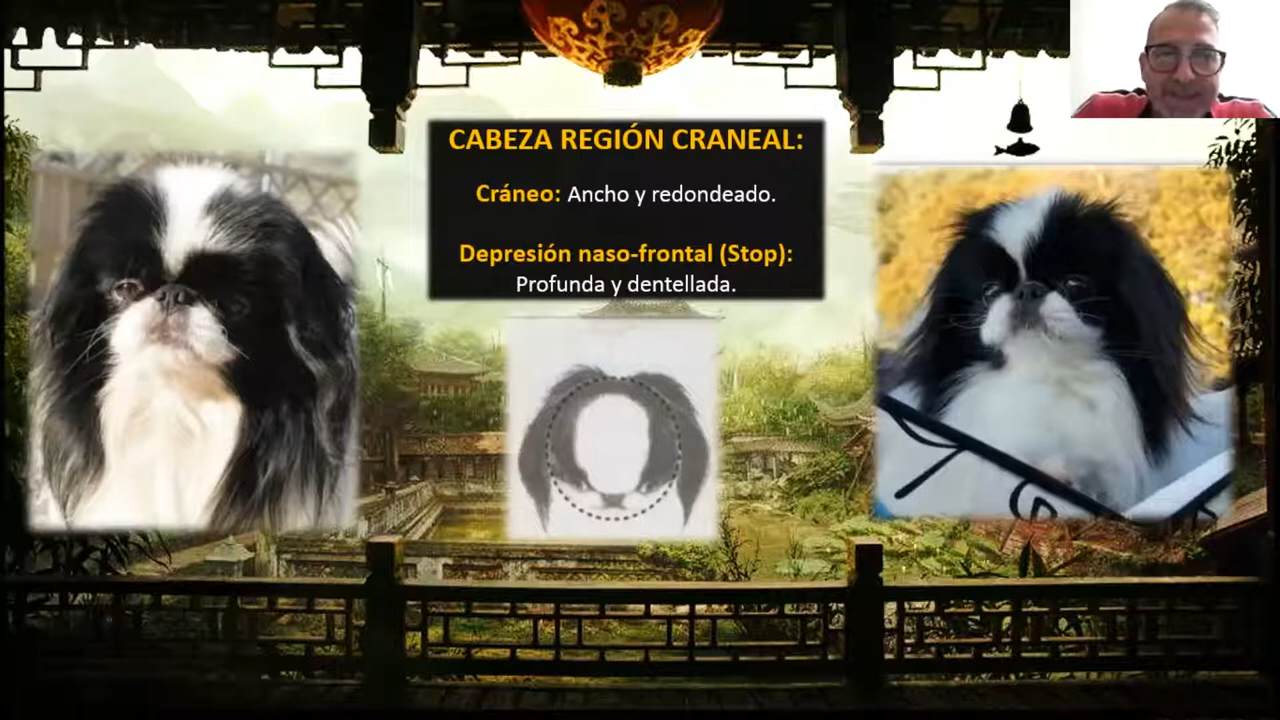 CABEZA REGIÓN CRANEAL:
Cráneo: Ancho y redondeado.
Depresión naso-frontal (Stop):
Profunda y dentellada.